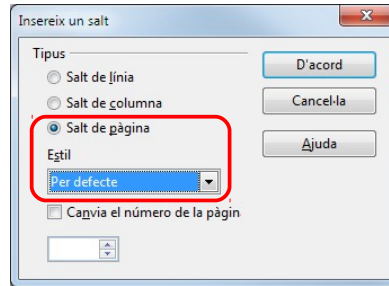 Insereix un salt
Tipus
Salt de línia
Salt de columna
Salt de pàgina
Estil
Per defecte
Canvia el número de la pàgin
D'acord
Cancel·la
Ajuda